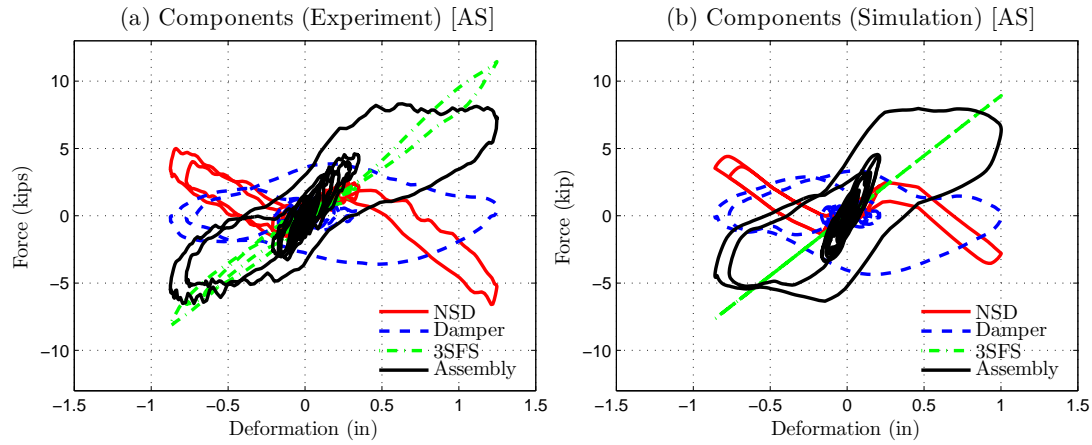 (a) Components (Experiment) [AS]
Force (kips)
10
5
0
−5
−10
NSD
Damper
3SFS
Assembly
−1.5 −1 −0.5 0 0.5 1 1.5
Deformation (in)
(b) Components (Simulation) [AS]
Force (kip)
10
5
0
−5
−10
NSD
Damper
3SFS
Assembly
−1.5 −1 −0.5 0 0.5 1 1.5
Deformation (in)